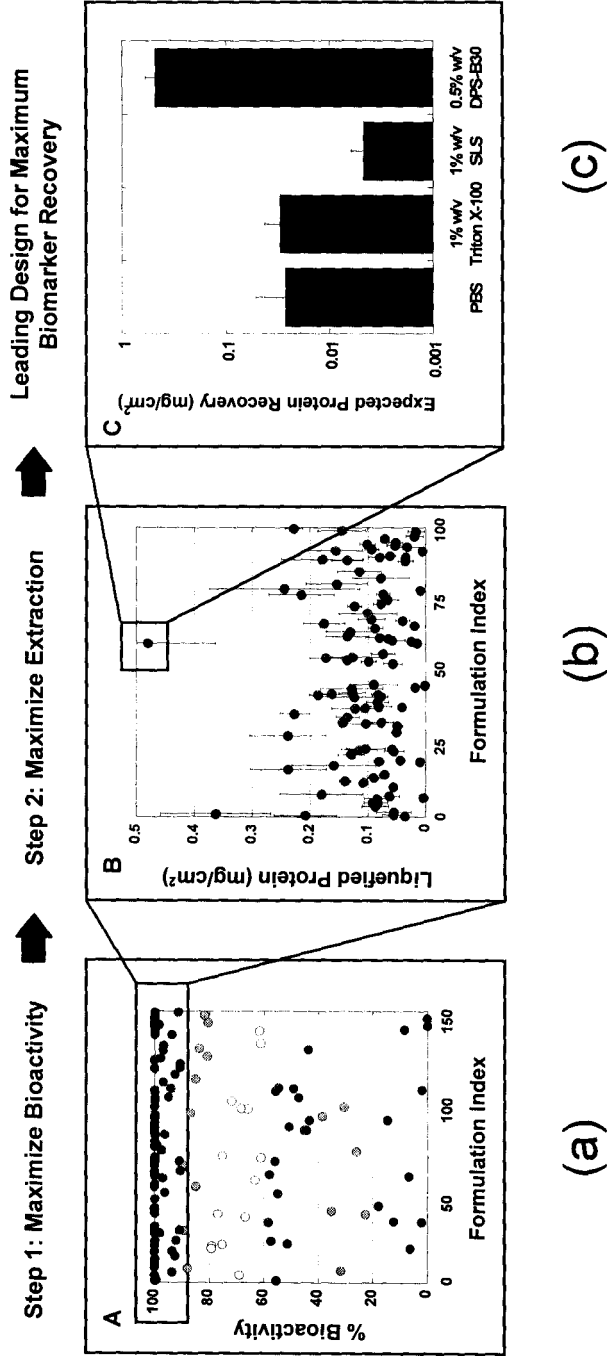 Step 1: Maximize Bioactivity
Step 2: Maximize Extraction
Leading Design for Maximum
Biomarker Recovery
A
% Bioactivity
100
80
60
40
20
0
0
50
100
150
Formulation Index
(a)
B
Liquefied Protein (mg/cm²)
0.5
0.4
0.3
0.2
0.1
0
0
25
50
75
100
Formulation Index
(b)
C
Expected Protein Recovery (mg/cm²)
1
0.1
0.01
0.001
PBS
1% w/v
Triton X-100
1% w/v
SLS
0.5% w/v
DPS-B30
(c)